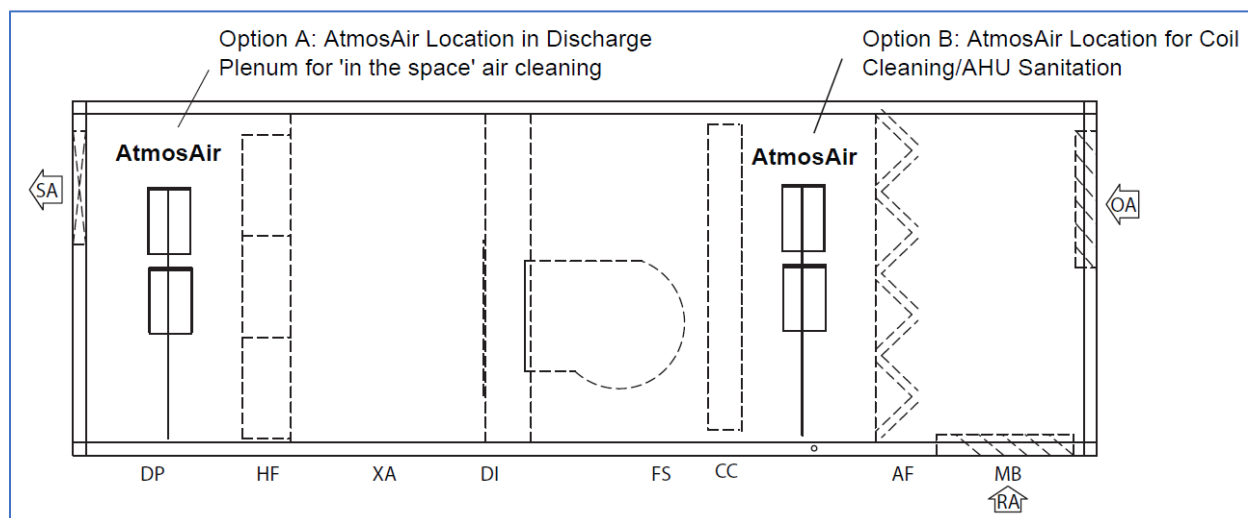 Option A: AtmosAir Location in Discharge
Plenum for 'in the space' air cleaning
Option B: AtmosAir Location for Coil
Cleaning/AHU Sanitation
AtmosAir
AtmosAir
SA
OA
DP
HF
XA
DI
FS
CC
AF
MB
RA